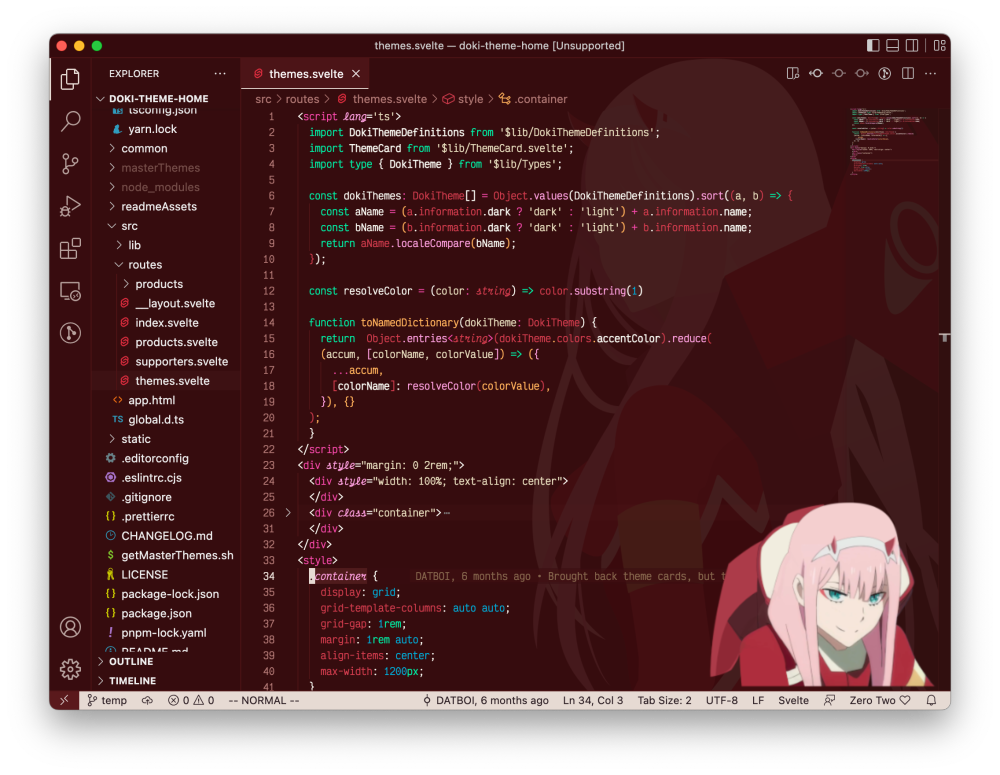 themes.svelte — doki-theme-home [Unsupported]
EXPLORER
DOKI-THEME-HOME
tsconfig.json
yarn.lock
common
masterThemes
node_modules
readmeAssets
src
lib
routes
products
__layout.svelte
index.svelte
products.svelte
supporters.svelte
themes.svelte
app.html
TS global.d.ts
static
.editorconfig
.eslintrc.cjs
.gitignore
{} .prettierrc
CHANGELOG.md
$ getMasterThemes.sh
LICENSE
{} package-lock.json
{} package.json
! pnpm-lock.yaml
README.md
OUTLINE
TIMELINE
themes.svelte
src > routes > themes.svelte > style > .container
1 <script lang='ts'>
2 import DokiThemeDefinitions from '$lib/DokiThemeDefinitions';
3 import ThemeCard from '$lib/ThemeCard.svelte';
4 import type { DokiTheme } from '$lib/Types';
5
6 const dokiThemes: DokiTheme[] = Object.values(DokiThemeDefinitions).sort((a, b) => {
7 const aName = (a.information.dark ? 'dark' : 'light') + a.information.name;
8 const bName = (b.information.dark ? 'dark' : 'light') + b.information.name;
9 return aName.localeCompare(bName);
10 });
11
12 const resolveColor = (color: string) => color.substring(1)
13
14 function toNamedDictionary(dokiTheme: DokiTheme) {
15 return Object.entries<string>(dokiTheme.colors.accentColor).reduce(
16 (accum, [colorName, colorValue]) => ({
17 ...accum,
18 [colorName]: resolveColor(colorValue),
19 }), {}
20 );
21 }
22 </script>
23 <div style="margin: 0 2rem;">
24 <div style="width: 100%; text-align: center">
25 </div>
26 <div class="container">⋯
31 </div>
32 </div>
33 <style>
34 .container { DATBOI, 6 months ago • Brought back theme cards, but t
35 display: grid;
36 grid-template-columns: auto auto;
37 grid-gap: 1rem;
38 margin: 1rem auto;
39 align-items: center;
40 max-width: 1200px;
41 }
temp 0 0 -- NORMAL -- DATBOI, 6 months ago Ln 34, Col 3 Tab Size: 2 UTF-8 LF Svelte Zero Two ♡